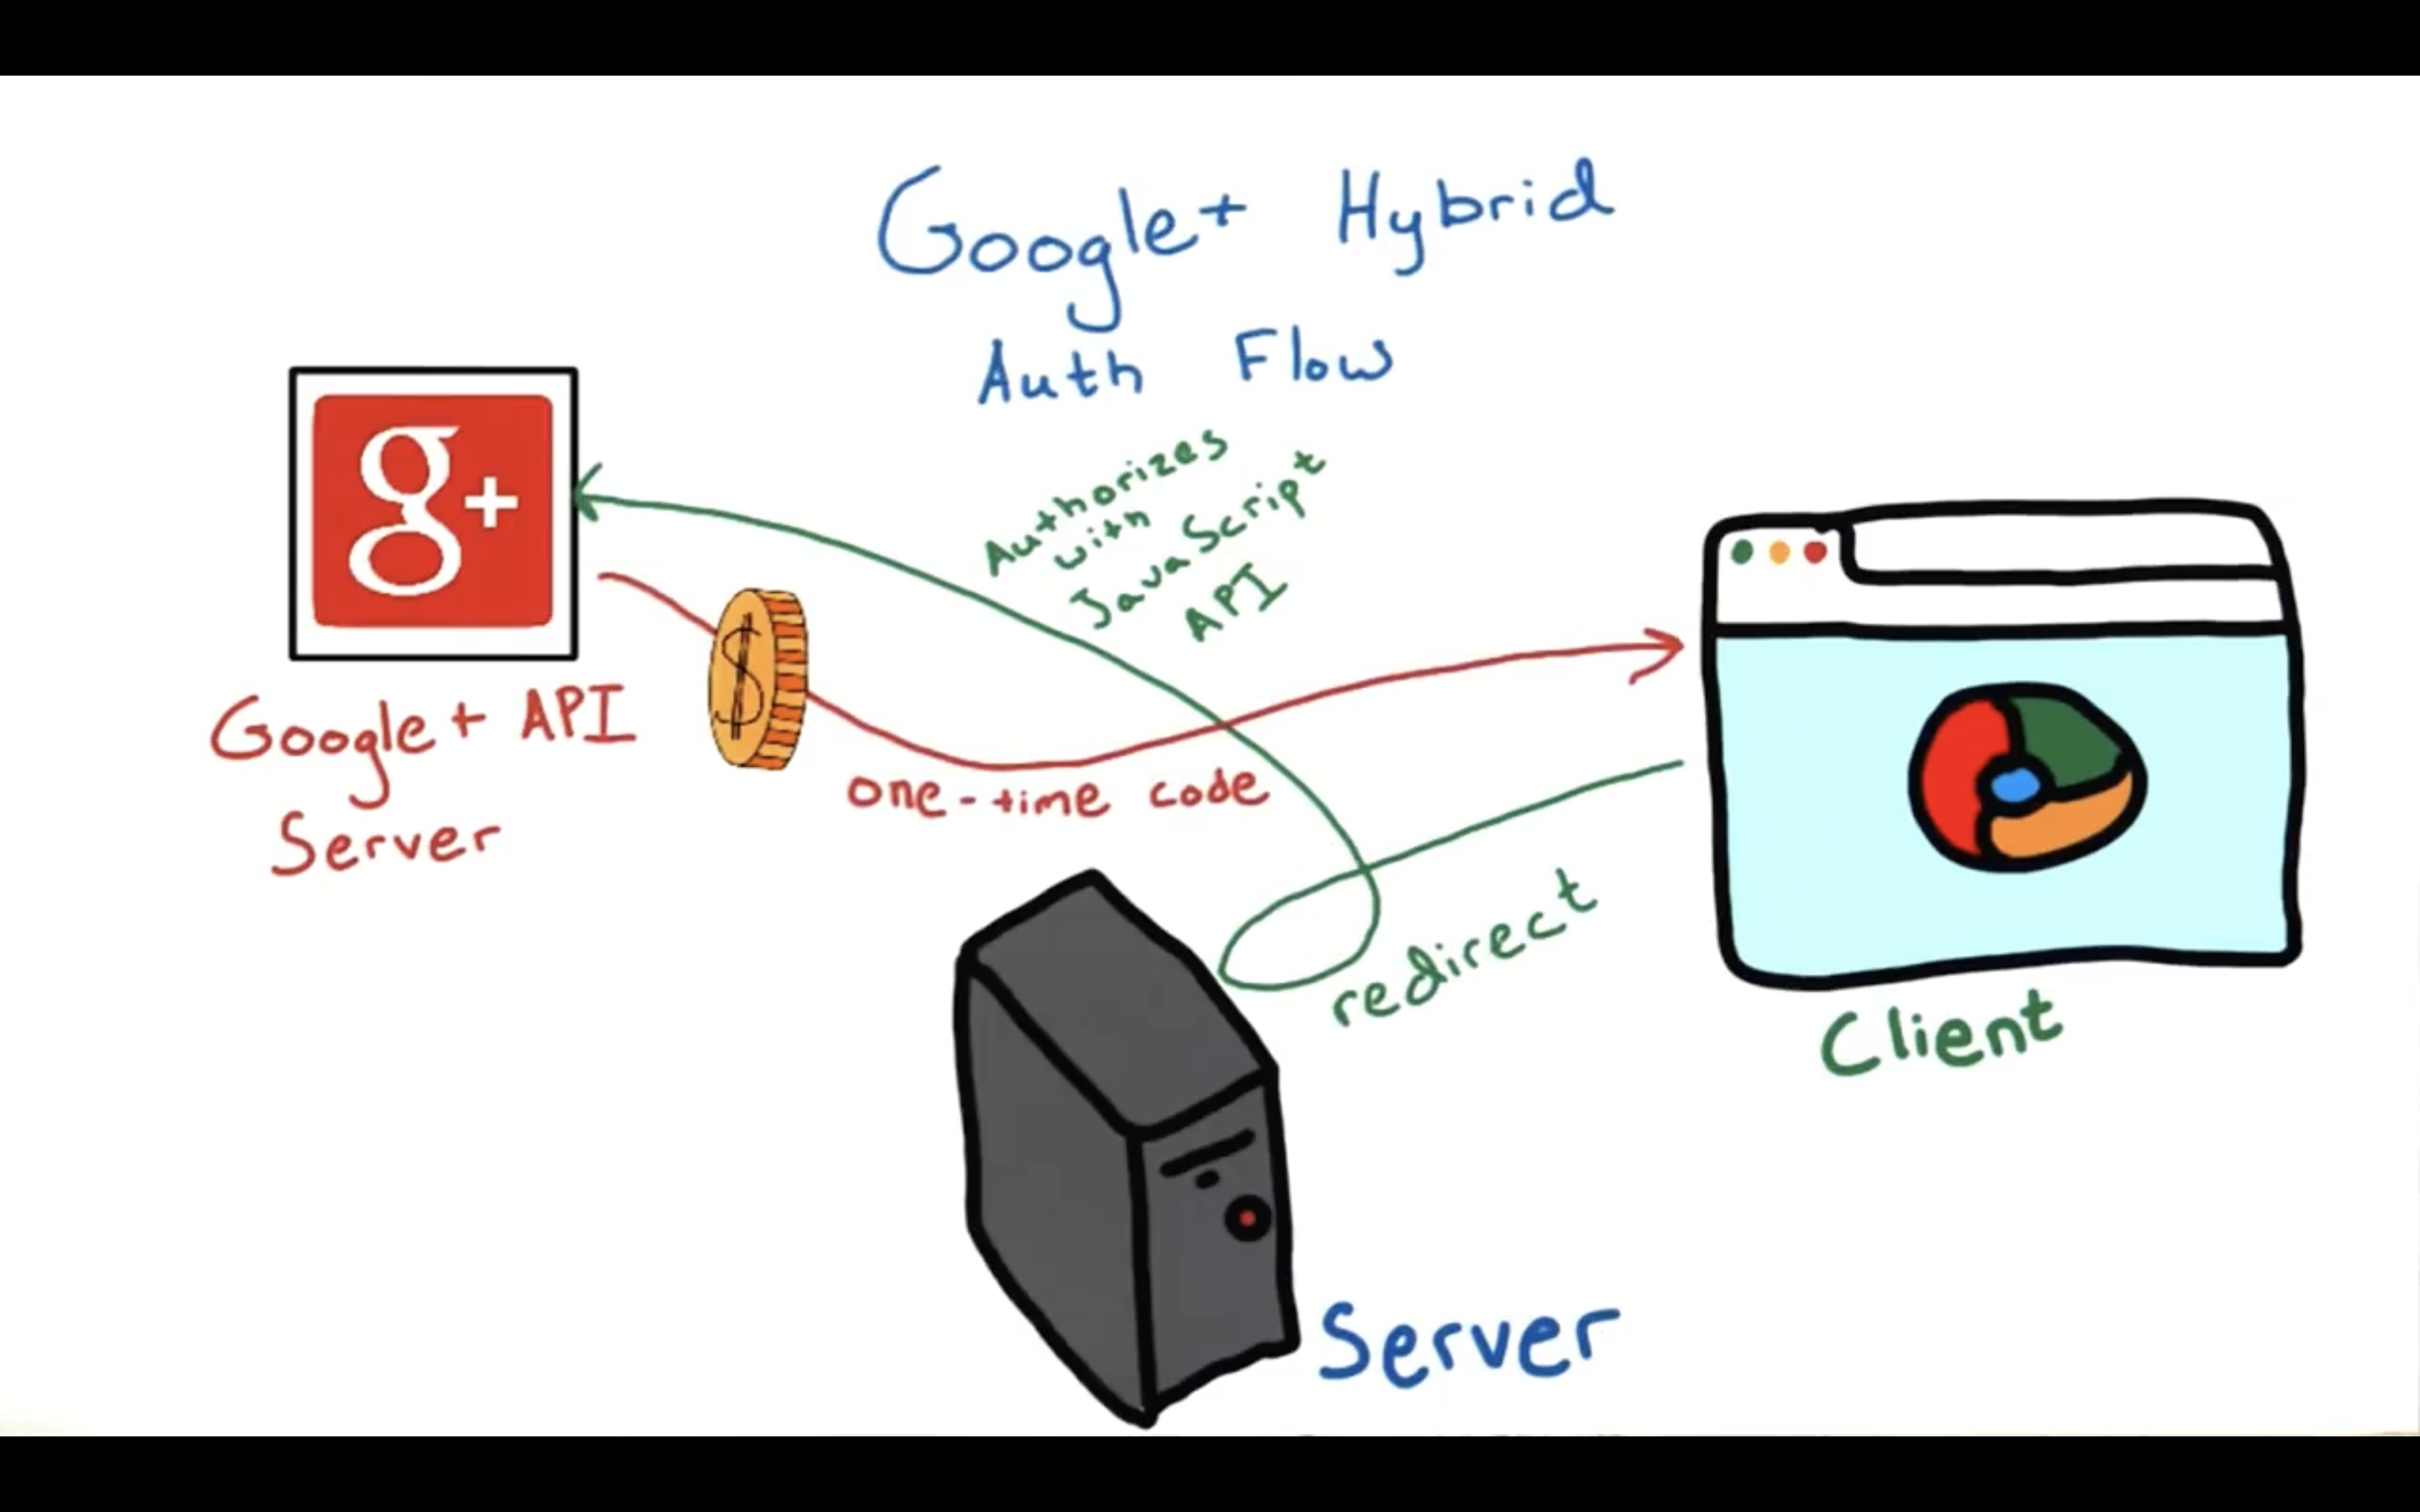 Google+ Hybrid
Auth Flow
g+
Authorizes
with
JavaScript
API
Google+ API
Server
$
one-time code
redirect
Client
Server